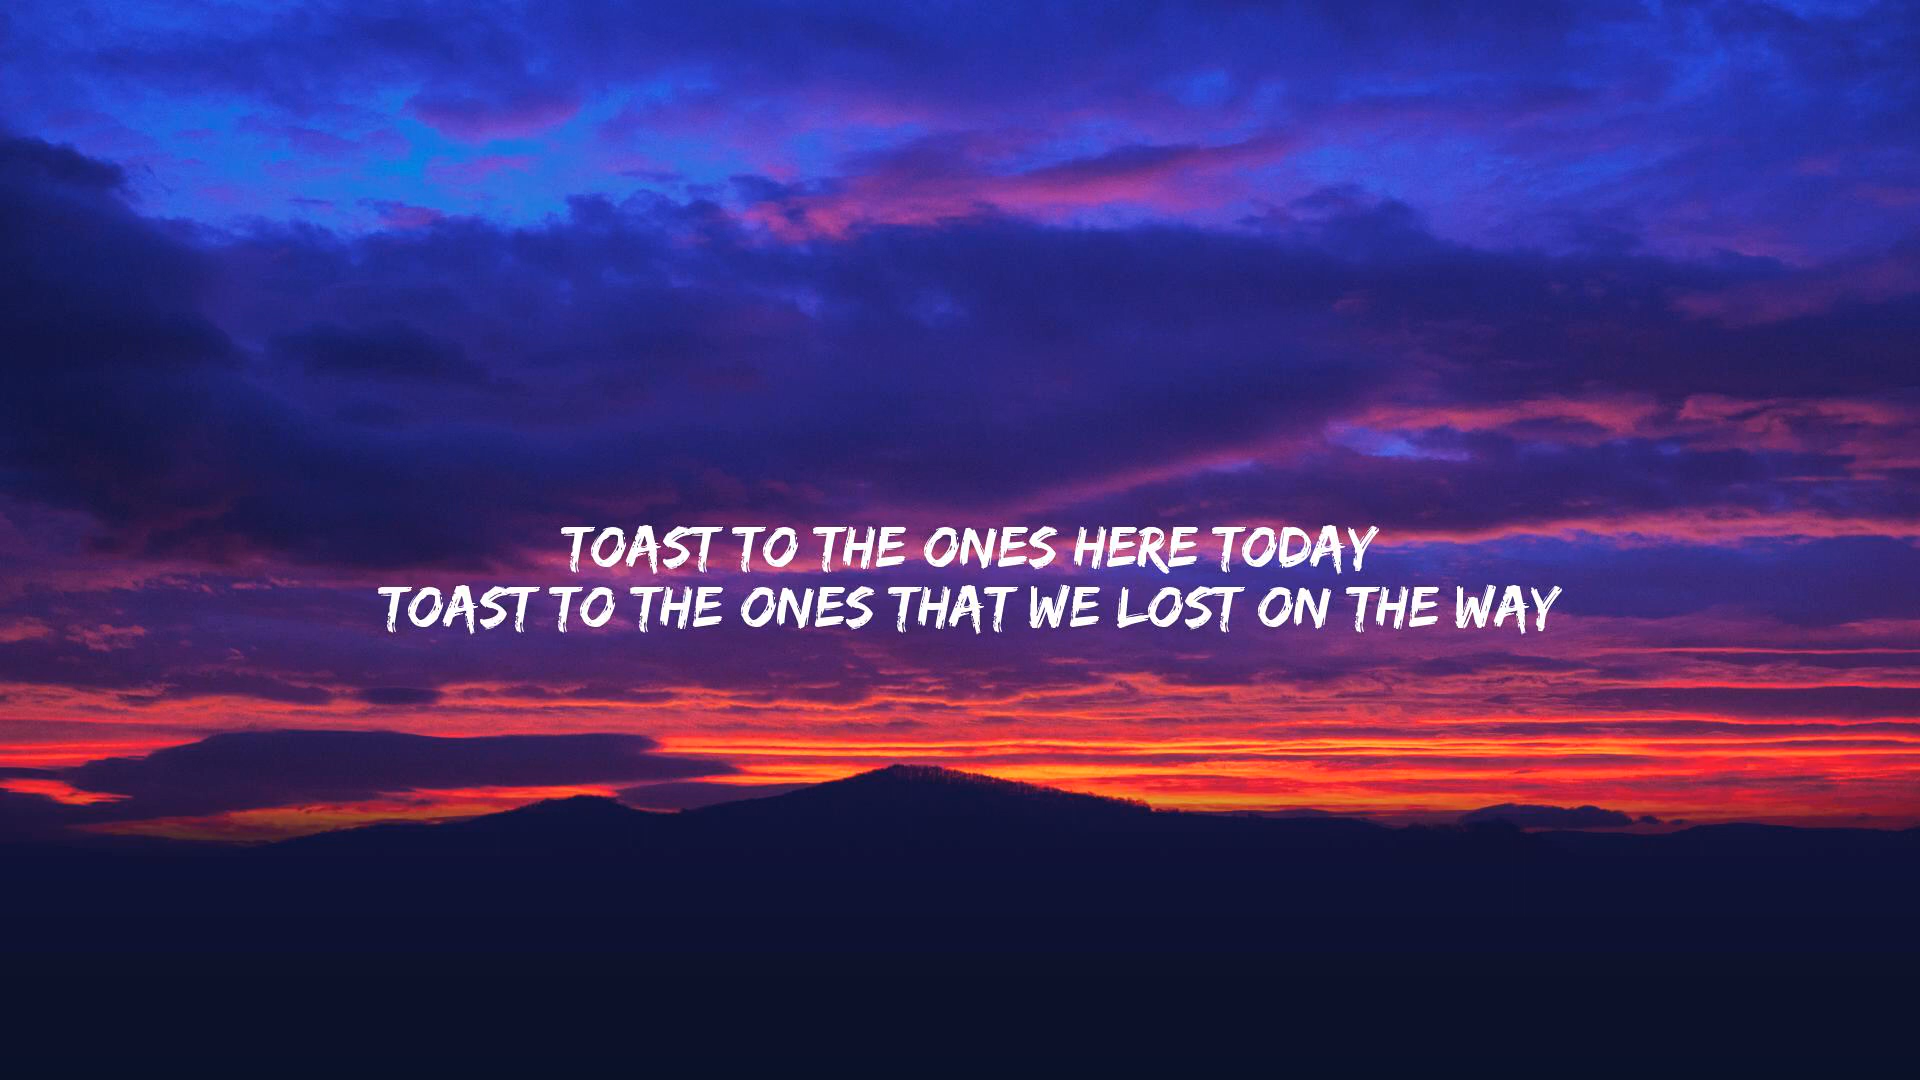 TOAST TO THE ONES HERE TODAY
TOAST TO THE ONES THAT WE LOST ON THE WAY